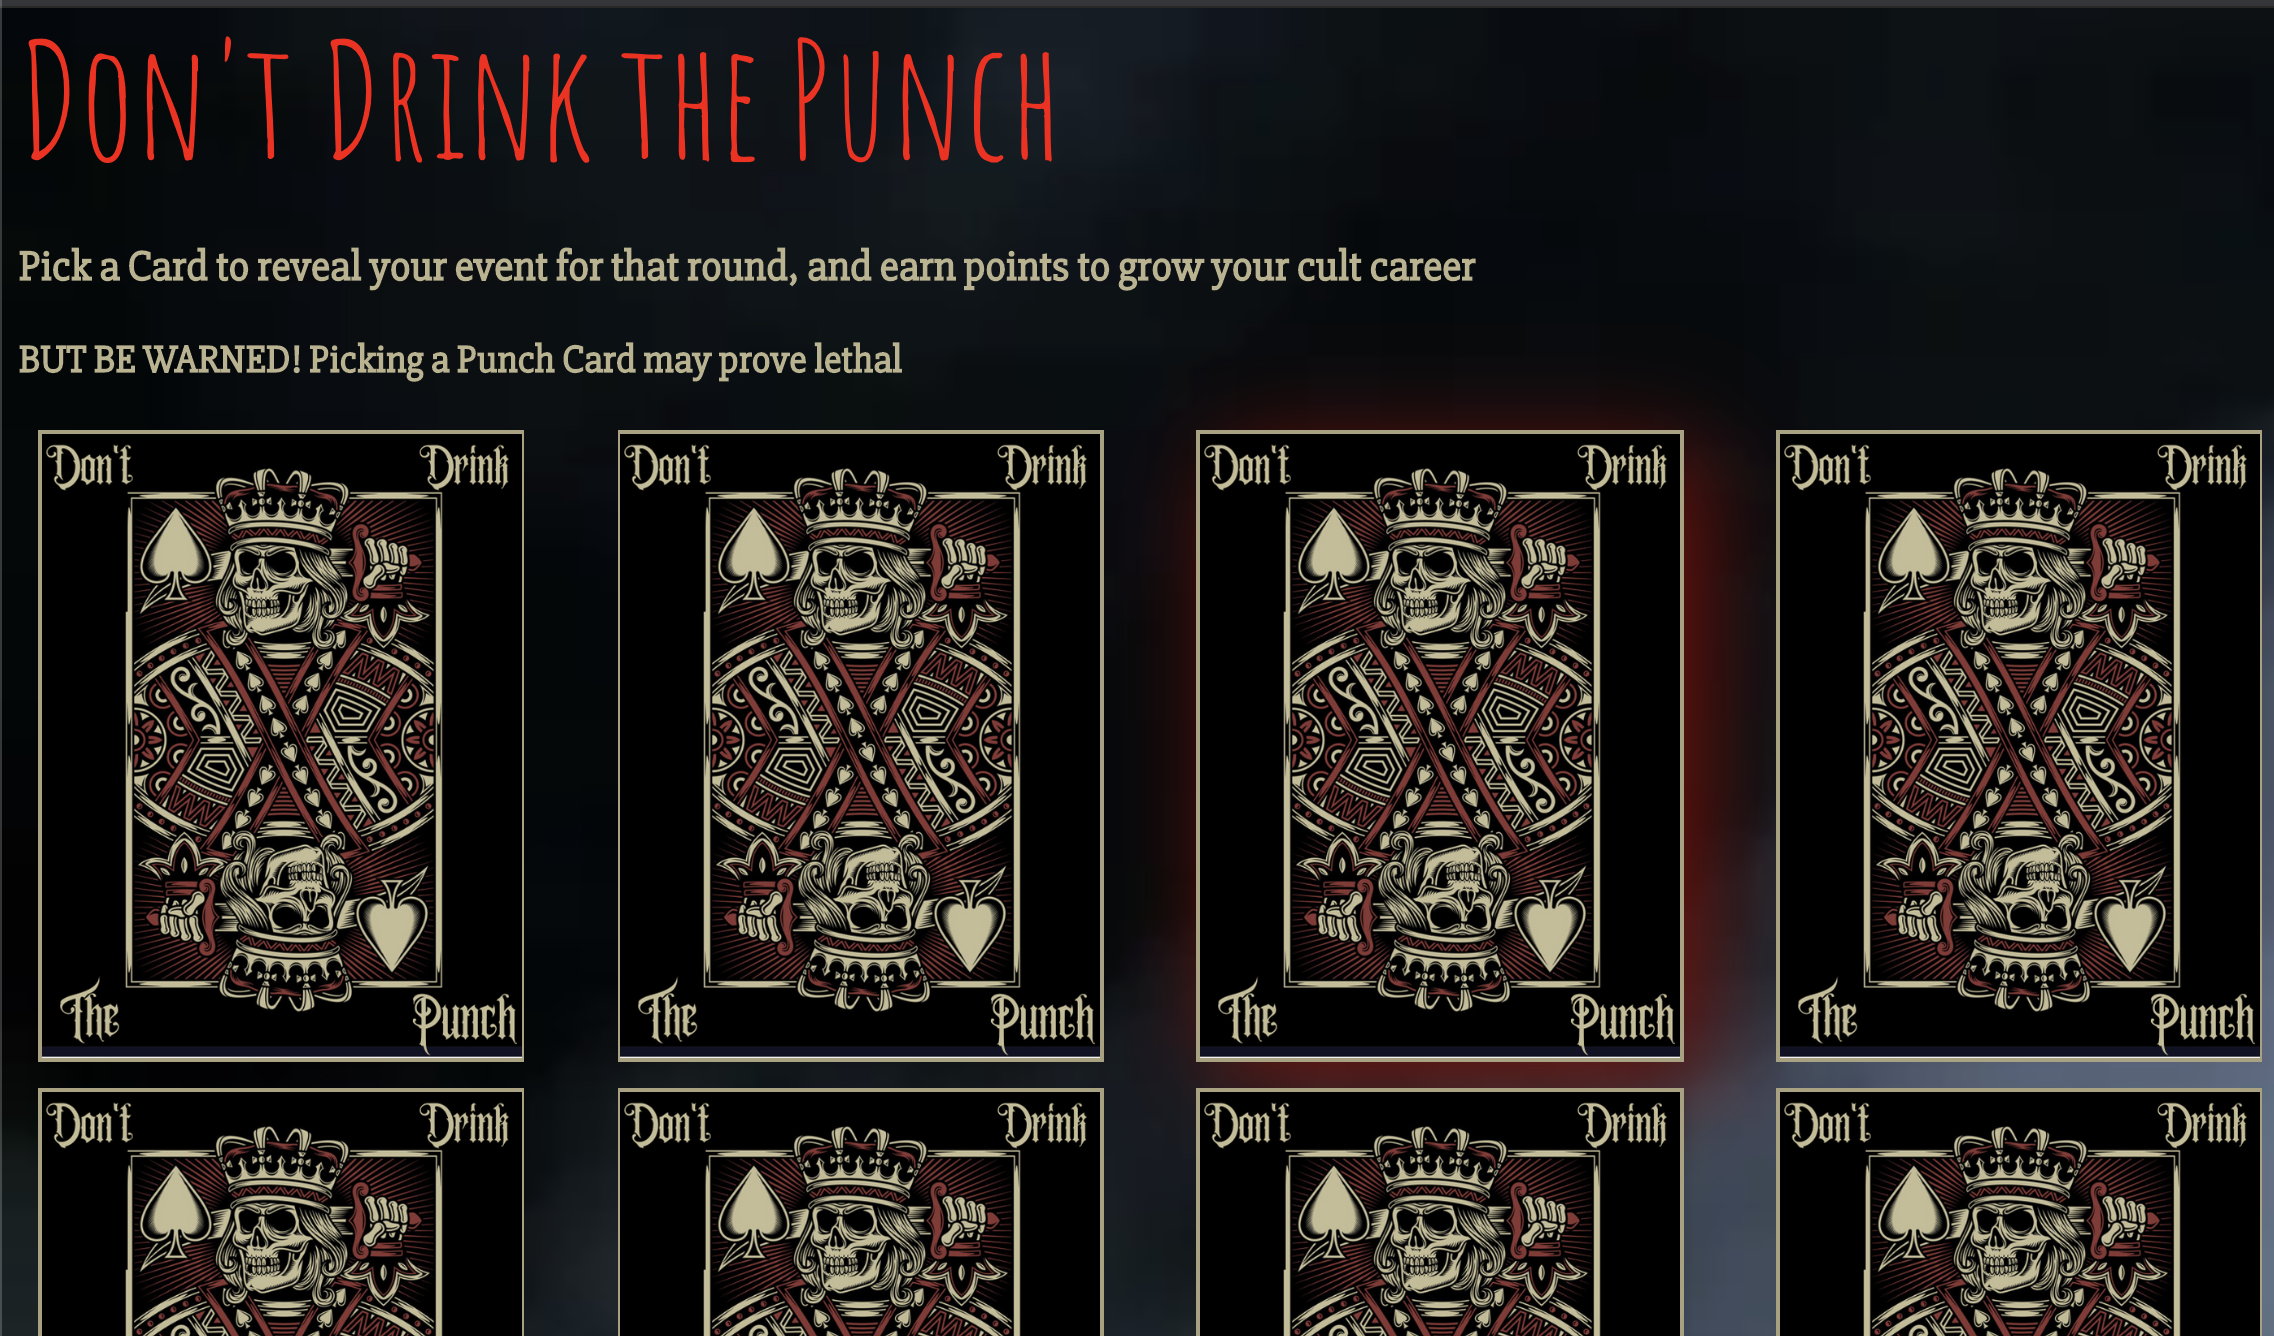 Don't Drink the Punch
Pick a Card to reveal your event for that round, and earn points to grow your cult career
BUT BE WARNED! Picking a Punch Card may prove lethal
Don't Drink Don't Drink Don't Drink Don't Drink
The Punch The Punch The Punch The Punch
Don't Drink Don't Drink Don't Drink Don't Drink